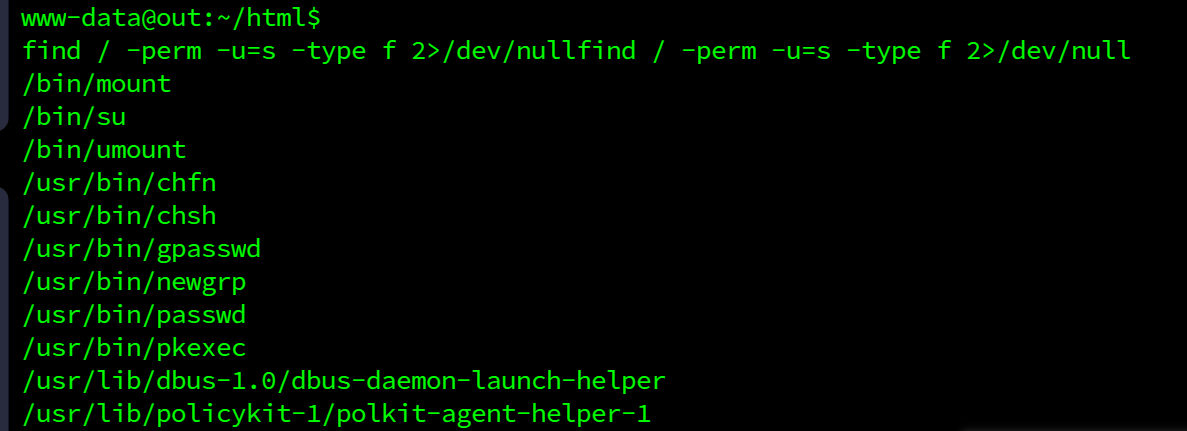 www-data@out:~/html$
find / -perm -u=s -type f 2>/dev/nullfind / -perm -u=s -type f 2>/dev/null
/bin/mount
/bin/su
/bin/umount
/usr/bin/chfn
/usr/bin/chsh
/usr/bin/gpasswd
/usr/bin/newgrp
/usr/bin/passwd
/usr/bin/pkexec
/usr/lib/dbus-1.0/dbus-daemon-launch-helper
/usr/lib/policykit-1/polkit-agent-helper-1